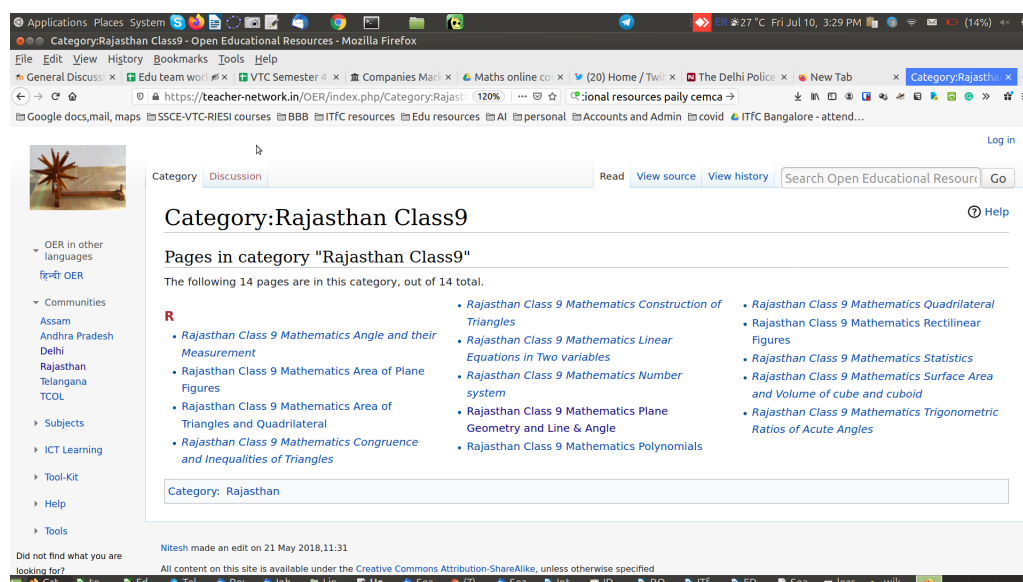 Applications Places System
EN 27 °C Fri Jul 10, 3:29 PM (14%)
Category:Rajasthan Class9 - Open Educational Resources - Mozilla Firefox
File Edit View History Bookmarks Tools Help
General Discuss × Edu team wor × VTC Semester 4 × Companies Mark × Maths online co × (20) Home / Twit × The Delhi Police × New Tab × Category:Rajastha ×
https://teacher-network.in/OER/index.php/Category:Rajast 120% ional resources paily cemca
Google docs,mail, maps SSCE-VTC-RIESI courses BBB ITfC resources Edu resources AI personal Accounts and Admin covid ITfC Bangalore - attend...
Log in
Category Discussion Read View source View history Search Open Educational Resourc Go
Category:Rajasthan Class9
Help
OER in other
languages
हिन्दी OER
Communities
Assam
Andhra Pradesh
Delhi
Rajasthan
Telangana
TCOL
Subjects
ICT Learning
Tool-Kit
Help
Tools
Did not find what you are
looking for?
Pages in category "Rajasthan Class9"
The following 14 pages are in this category, out of 14 total.
R
Rajasthan Class 9 Mathematics Angle and their
Measurement
Rajasthan Class 9 Mathematics Area of Plane
Figures
Rajasthan Class 9 Mathematics Area of
Triangles and Quadrilateral
Rajasthan Class 9 Mathematics Congruence
and Inequalities of Triangles
Rajasthan Class 9 Mathematics Construction of
Triangles
Rajasthan Class 9 Mathematics Linear
Equations in Two variables
Rajasthan Class 9 Mathematics Number
system
Rajasthan Class 9 Mathematics Plane
Geometry and Line & Angle
Rajasthan Class 9 Mathematics Polynomials
Rajasthan Class 9 Mathematics Quadrilateral
Rajasthan Class 9 Mathematics Rectilinear
Figures
Rajasthan Class 9 Mathematics Statistics
Rajasthan Class 9 Mathematics Surface Area
and Volume of cube and cuboid
Rajasthan Class 9 Mathematics Trigonometric
Ratios of Acute Angles
Category: Rajasthan
Nitesh made an edit on 21 May 2018,11:31
All content on this site is available under the Creative Commons Attribution-ShareAlike, unless otherwise specified